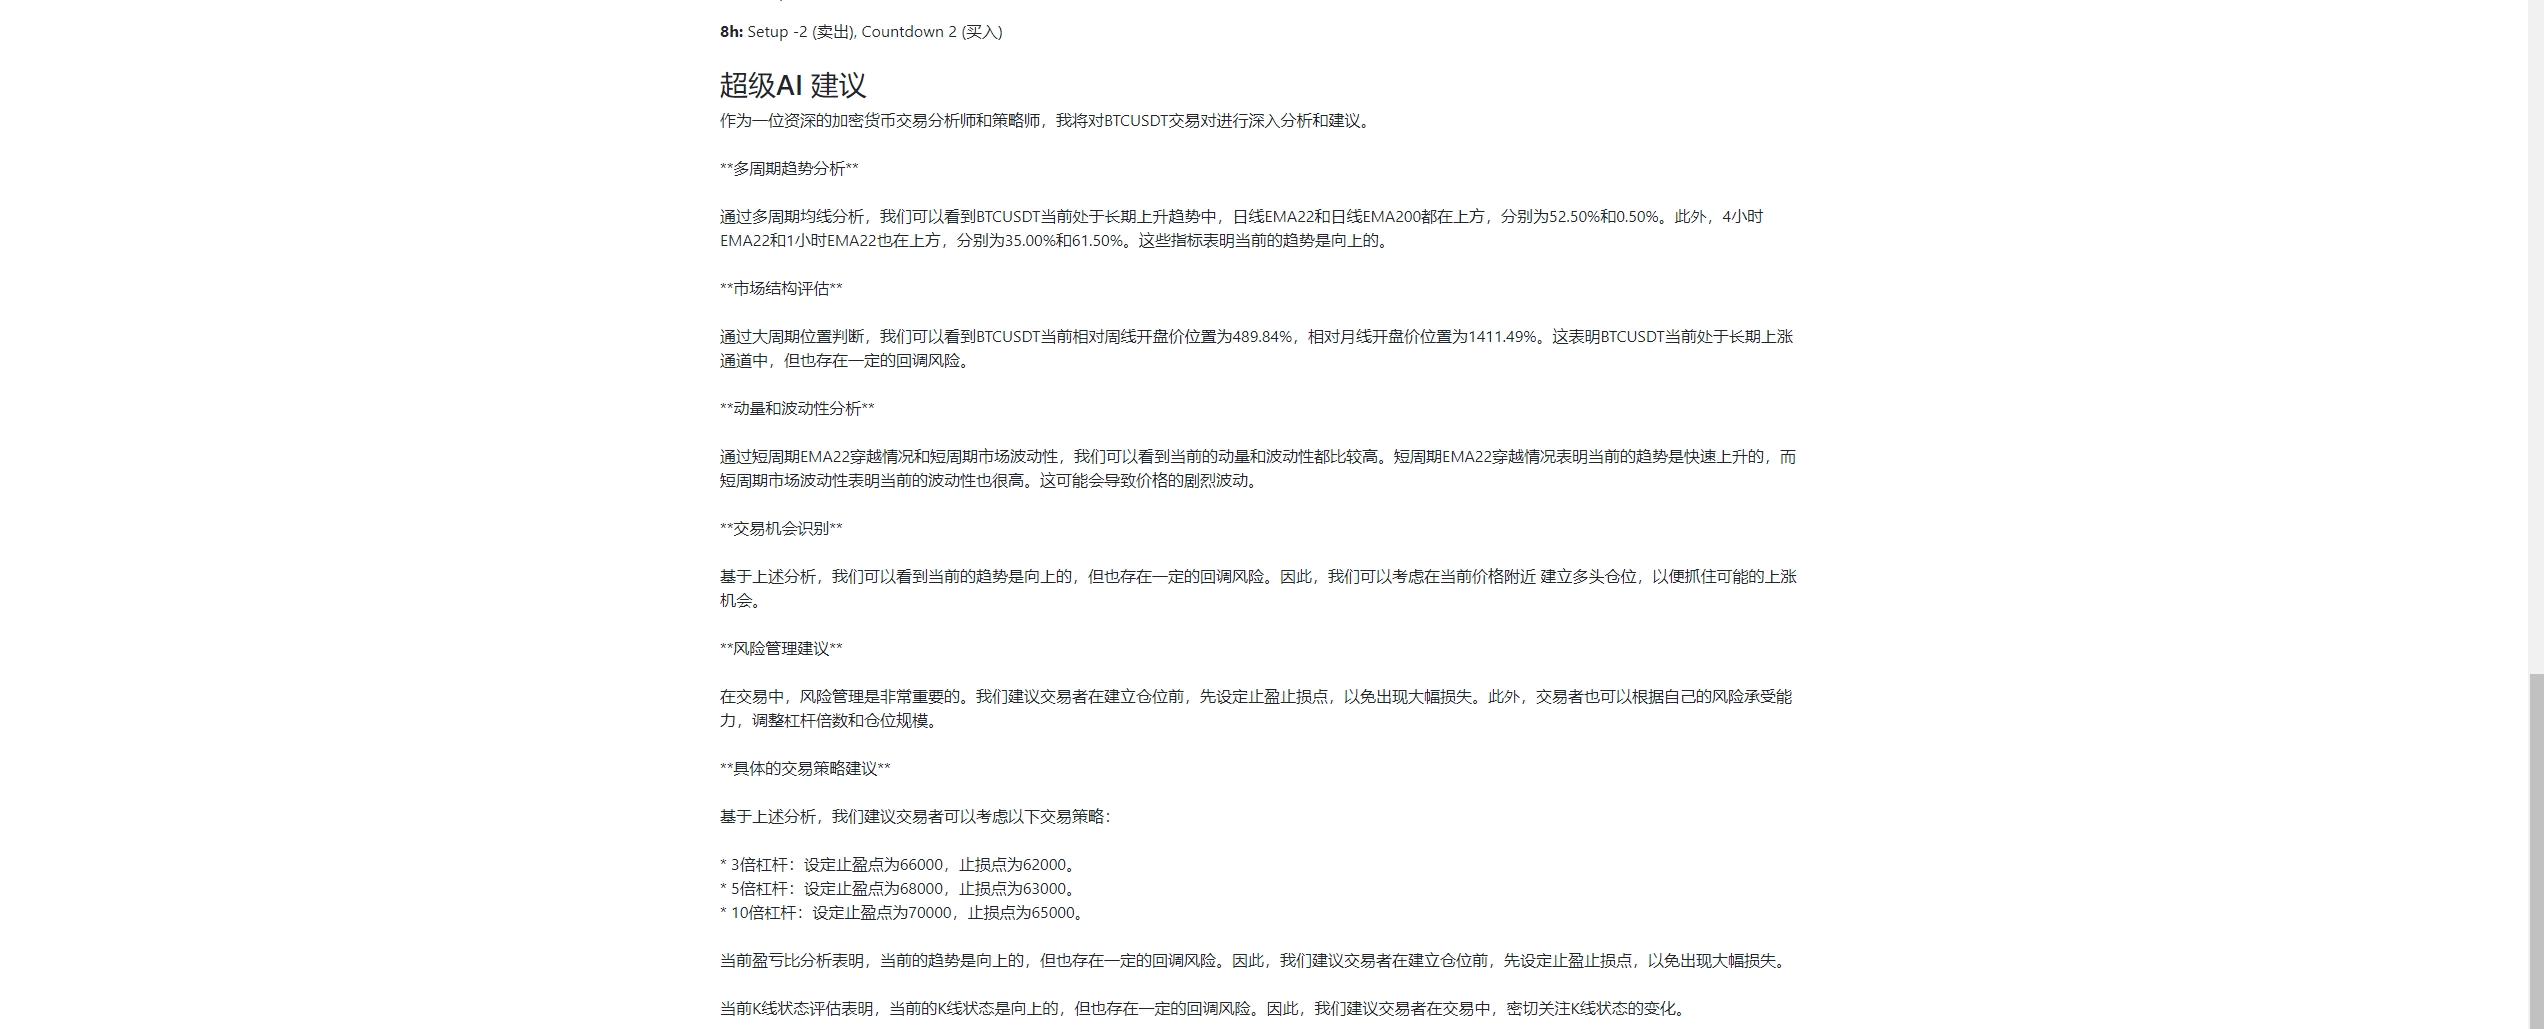 8h: Setup -2 (卖出), Countdown 2 (买入)
超级AI 建议
作为一位资深的加密货币交易分析师和策略师，我将对BTCUSDT交易对进行深入分析和建议。
**多周期趋势分析**
通过多周期均线分析，我们可以看到BTCUSDT当前处于长期上升趋势中，日线EMA22和日线EMA200都在上方，分别为52.50%和0.50%。此外，4小时
EMA22和1小时EMA22也在上方，分别为35.00%和61.50%。这些指标表明当前的趋势是向上的。
**市场结构评估**
通过大周期位置判断，我们可以看到BTCUSDT当前相对周线开盘价位置为489.84%，相对月线开盘价位置为1411.49%。这表明BTCUSDT当前处于长期上涨
通道中，但也存在一定的回调风险。
**动量和波动性分析**
通过短周期EMA22穿越情况和短周期市场波动性，我们可以看到当前的动量和波动性都比较高。短周期EMA22穿越情况表明当前的趋势是快速上升的，而
短周期市场波动性表明当前的波动性也很高。这可能会导致价格的剧烈波动。
**交易机会识别**
基于上述分析，我们可以看到当前的趋势是向上的，但也存在一定的回调风险。因此，我们可以考虑在当前价格附近 建立多头仓位，以便抓住可能的上涨
机会。
**风险管理建议**
在交易中，风险管理是非常重要的。我们建议交易者在建立仓位前，先设定止盈止损点，以免出现大幅损失。此外，交易者也可以根据自己的风险承受能
力，调整杠杆倍数和仓位规模。
**具体的交易策略建议**
基于上述分析，我们建议交易者可以考虑以下交易策略：
* 3倍杠杆：设定止盈点为66000，止损点为62000。
* 5倍杠杆：设定止盈点为68000，止损点为63000。
* 10倍杠杆：设定止盈点为70000，止损点为65000。
当前盈亏比分析表明，当前的趋势是向上的，但也存在一定的回调风险。因此，我们建议交易者在建立仓位前，先设定止盈止损点，以免出现大幅损失。
当前K线状态评估表明，当前的K线状态是向上的，但也存在一定的回调风险。因此，我们建议交易者在交易中，密切关注K线状态的变化。